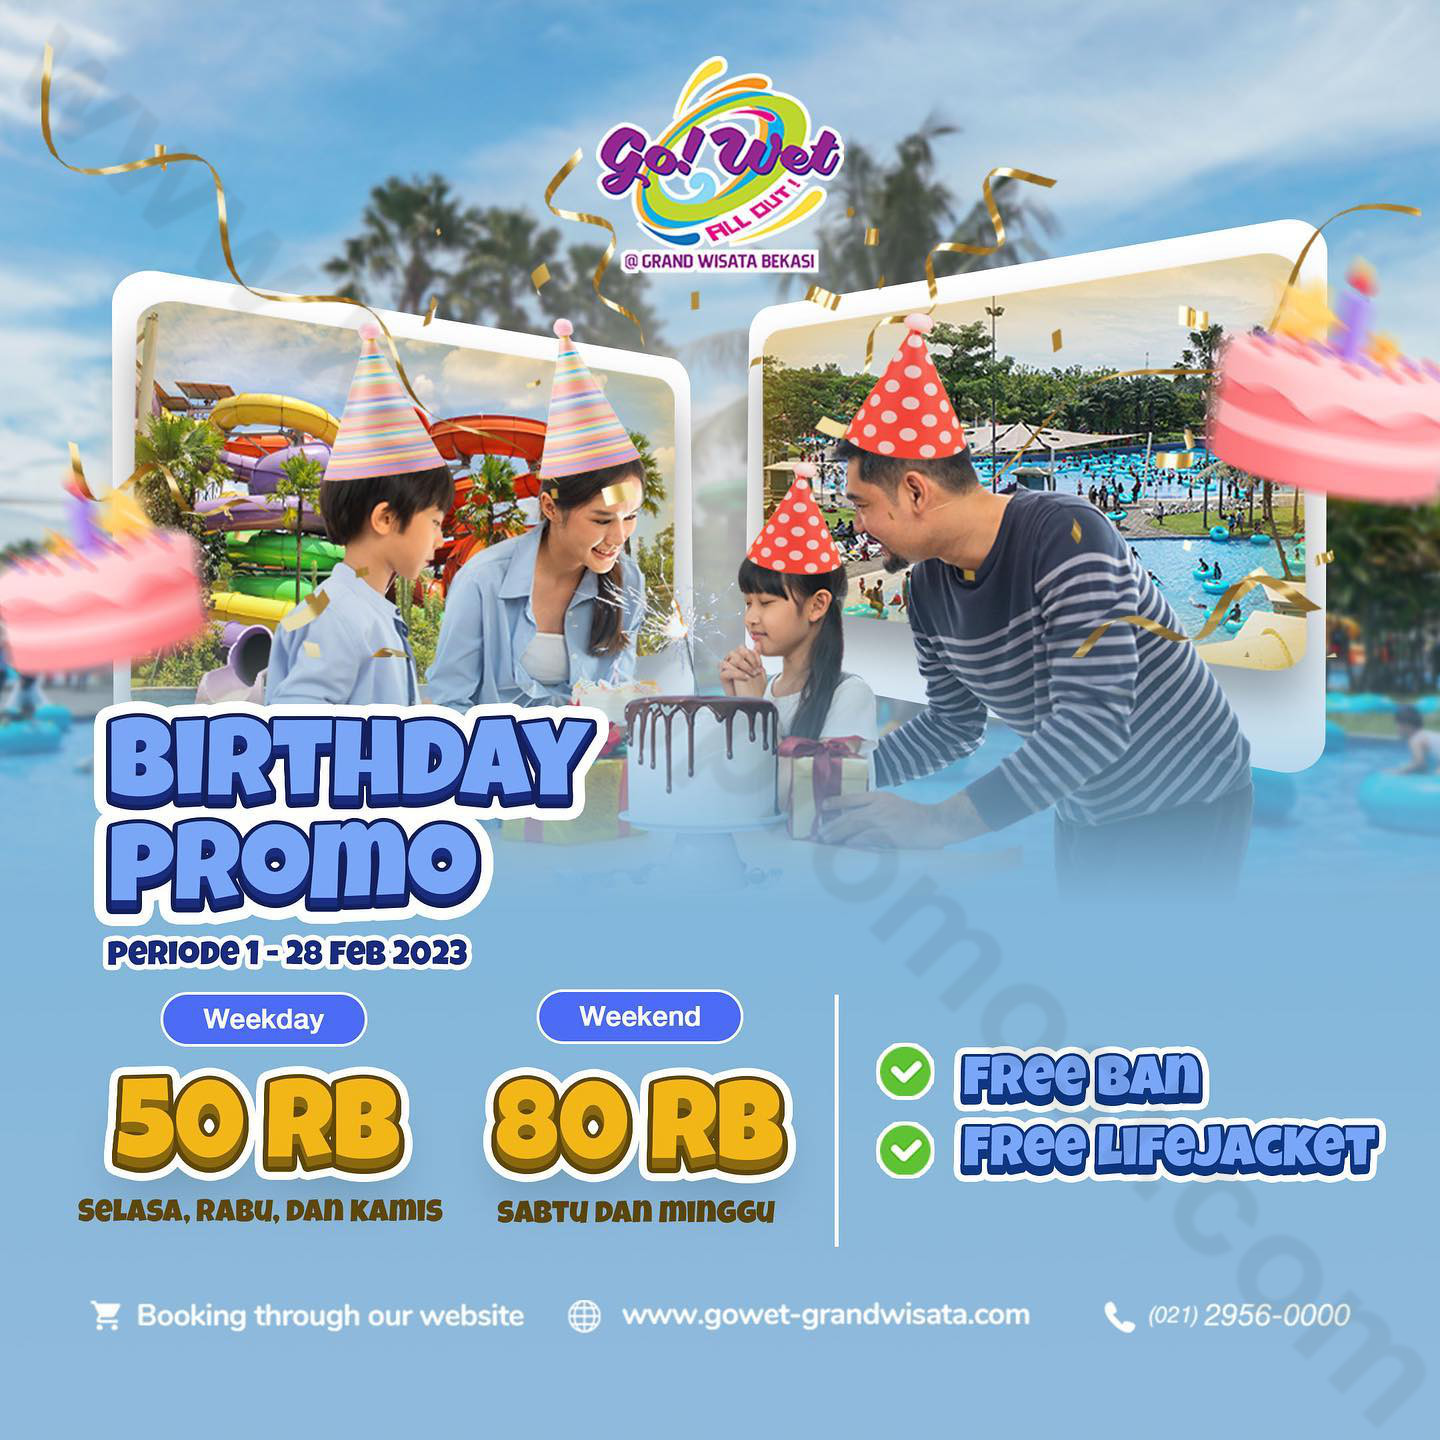 Go! Wet
ALL OUT!
@ GRAND WISATA BEKASI
BIRTHDAY
PROMO
PERIODE 1 - 28 FEB 2023
Weekday
Weekend
50 RB
80 RB
SELASA, RABU, DAN KAMIS
SABTU DAN MINGGU
FREE BAN
FREE LIFEJACKET
Booking through our website
www.gowet-grandwisata.com
(021) 2956-0000